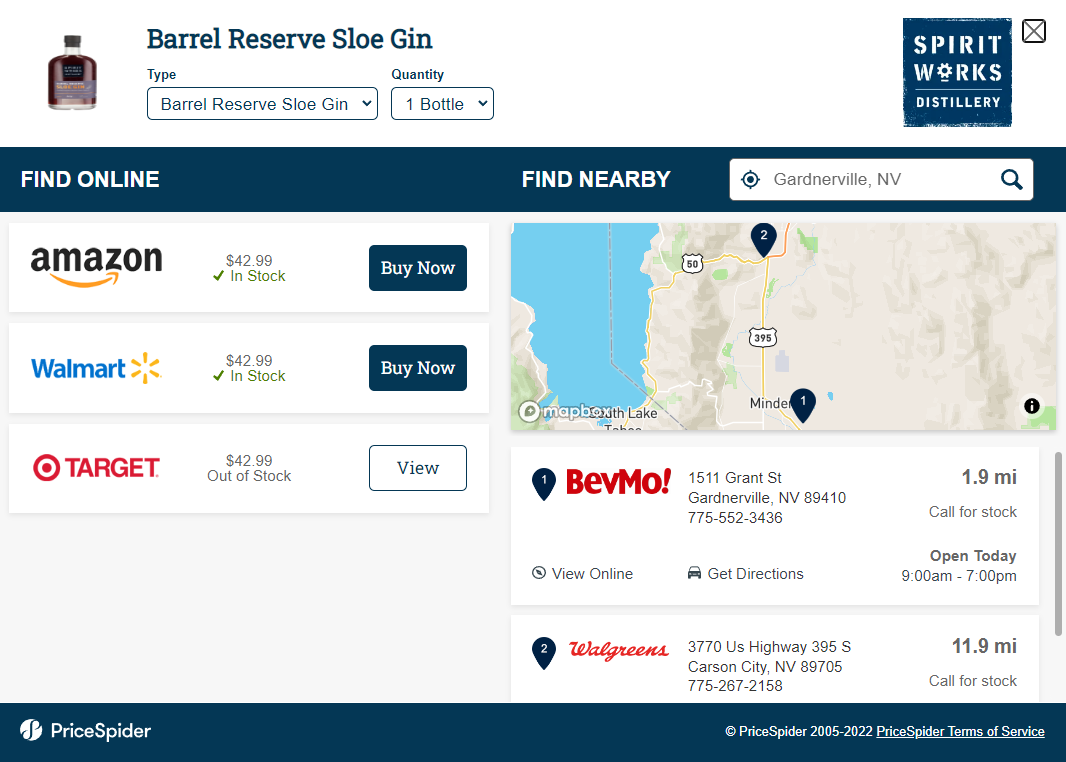 Barrel Reserve Sloe Gin
Type
Quantity
Barrel Reserve Sloe Gin
1 Bottle
SPIRIT
WORKS
DISTILLERY
FIND ONLINE
FIND NEARBY
Gardnerville, NV
amazon
$42.99
In Stock
Buy Now
Walmart
$42.99
In Stock
Buy Now
TARGET
$42.99
Out of Stock
View
2
50
395
Minden
1
mapbox
South Lake
Tahoe
1
BevMo!
1511 Grant St
Gardnerville, NV 89410
775-552-3436
1.9 mi
Call for stock
Open Today
9:00am - 7:00pm
View Online
Get Directions
2
Walgreens
3770 Us Highway 395 S
Carson City, NV 89705
775-267-2158
11.9 mi
Call for stock
PriceSpider
© PriceSpider 2005-2022 PriceSpider Terms of Service